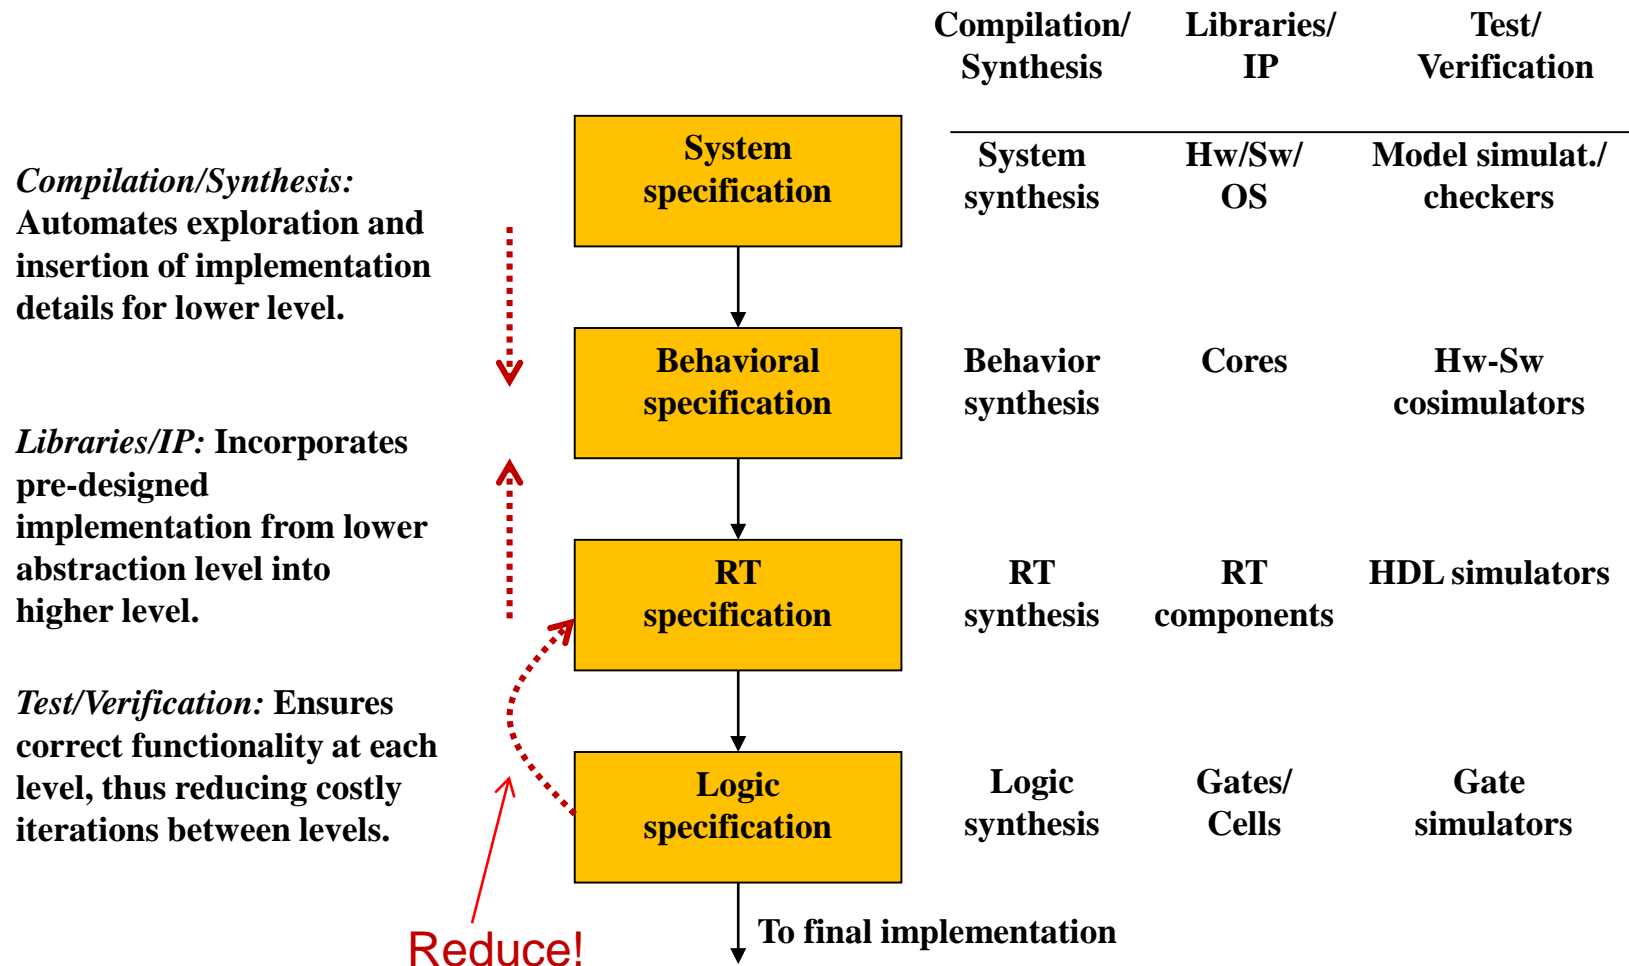 Compilation/
Synthesis
Libraries/
IP
Test/
Verification
System
specification
System
synthesis
Hw/Sw/
OS
Model simulat./
checkers
Compilation/Synthesis:
Automates exploration and
insertion of implementation
details for lower level.
Behavioral
specification
Behavior
synthesis
Cores
Hw-Sw
cosimulators
Libraries/IP: Incorporates
pre-designed
implementation from lower
abstraction level into
higher level.
RT
specification
RT
synthesis
RT
components
HDL simulators
Test/Verification: Ensures
correct functionality at each
level, thus reducing costly
iterations between levels.
Logic
specification
Logic
synthesis
Gates/
Cells
Gate
simulators
Reduce!
To final implementation